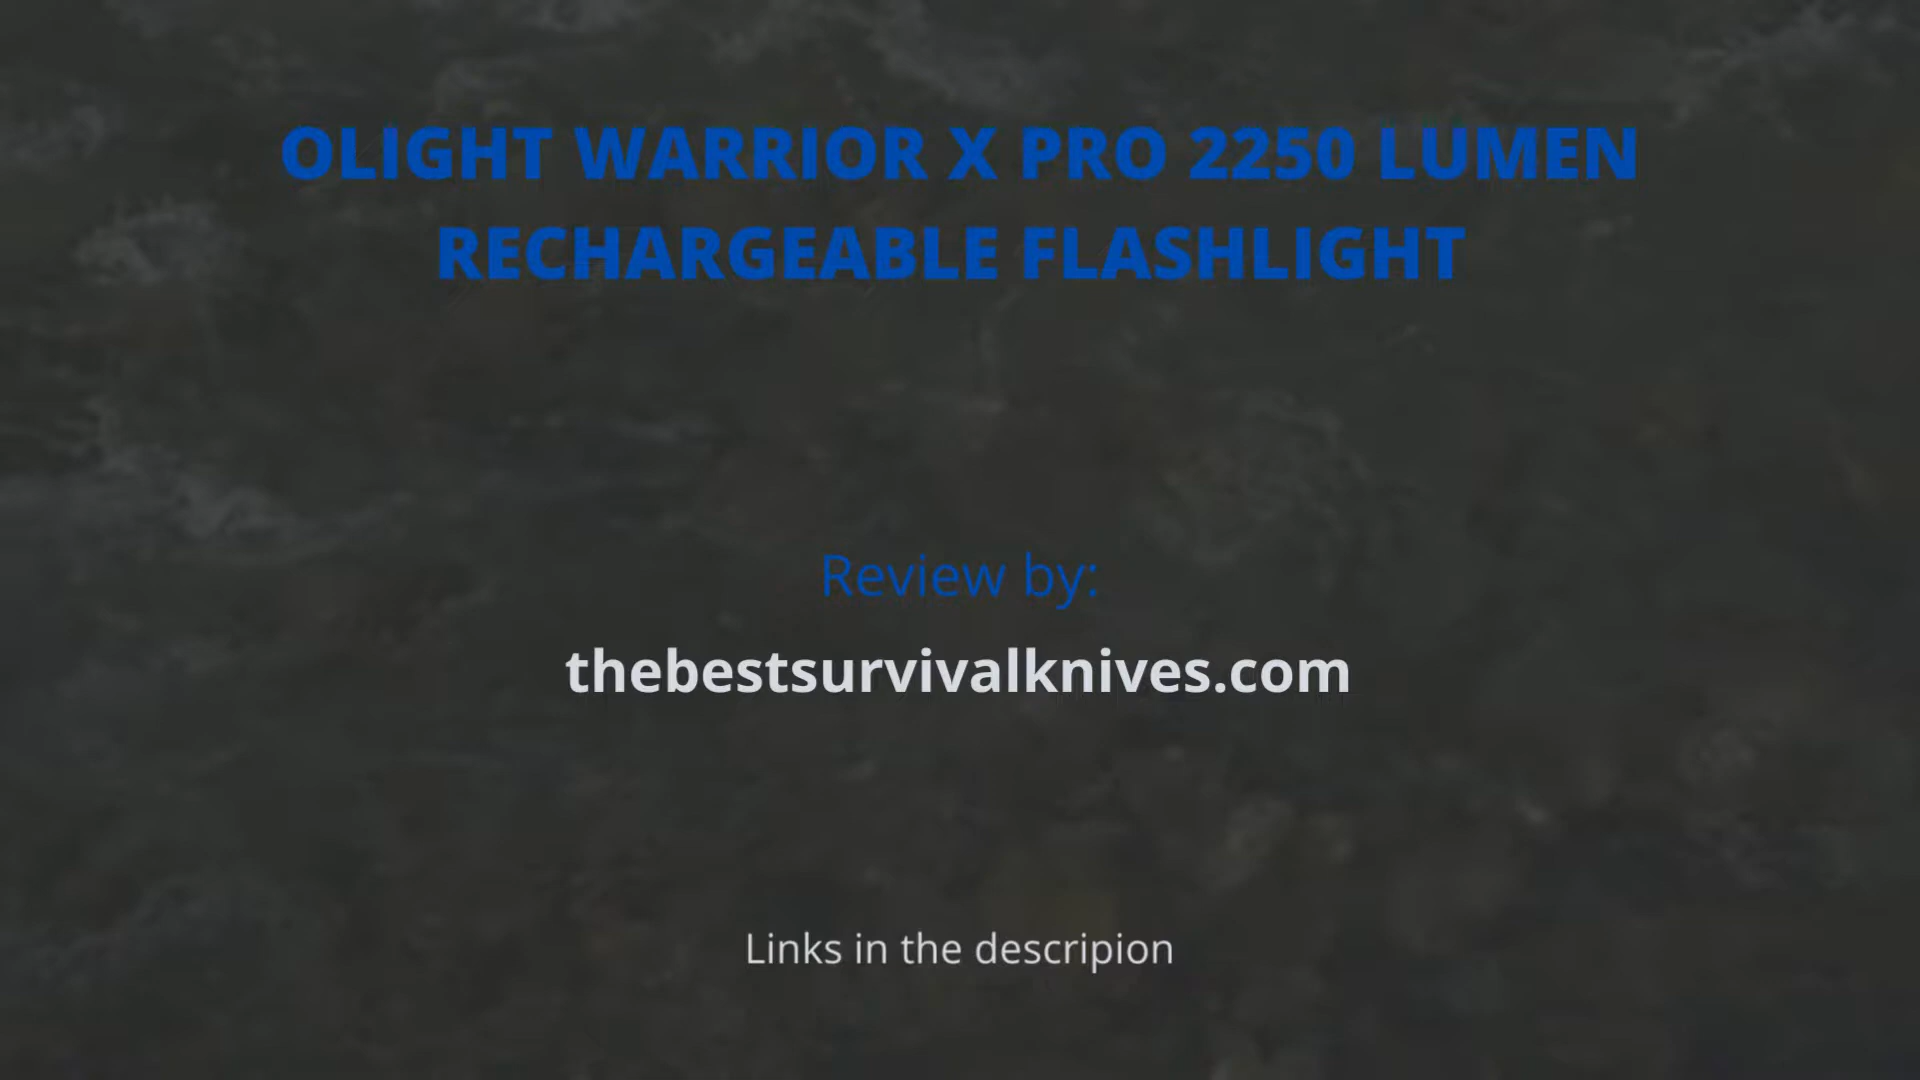 OLIGHT WARRIOR X PRO 2250 LUMEN
RECHARGEABLE FLASHLIGHT
Review by:
thebestsurvivalknives.com
Links in the descripion